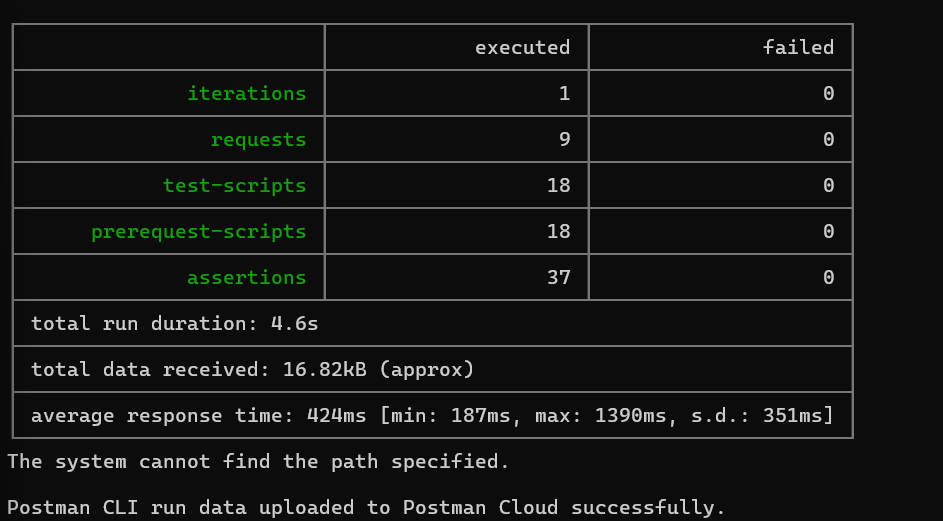 executed failed
iterations 1 0
requests 9 0
test-scripts 18 0
prerequest-scripts 18 0
assertions 37 0
total run duration: 4.6s
total data received: 16.82kB (approx)
average response time: 424ms [min: 187ms, max: 1390ms, s.d.: 351ms]
The system cannot find the path specified.
Postman CLI run data uploaded to Postman Cloud successfully.